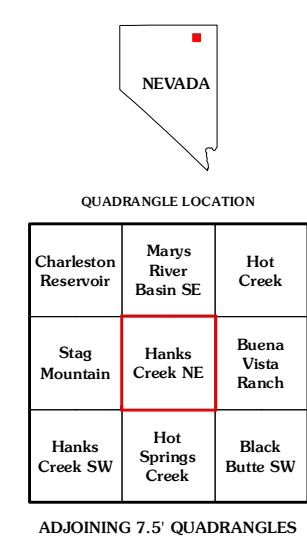 NEVADA
QUADRANGLE LOCATION
Charleston
Reservoir
Marys
River
Basin SE
Hot
Creek
Stag
Mountain
Hanks
Creek NE
Buena
Vista
Ranch
Hanks
Creek SW
Hot
Springs
Creek
Black
Butte SW
ADJOINING 7.5' QUADRANGLES